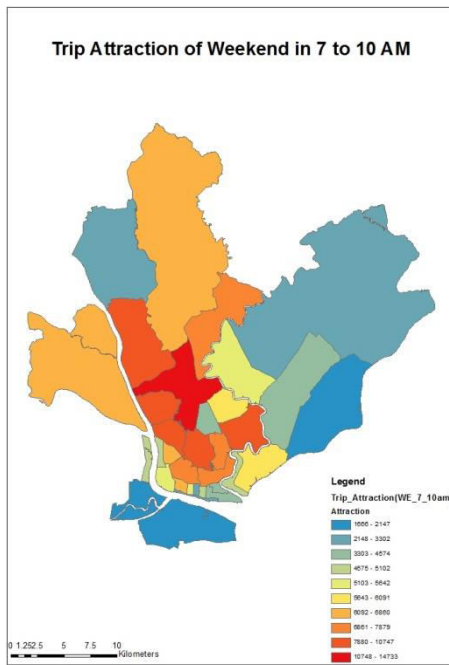 Trip Attraction of Weekend in 7 to 10 AM
Legend
Trip_Attraction(WE_7_10am
Attraction
1666 - 2147
2148 - 3302
3303 - 4574
4575 - 5102
5103 - 5642
5643 - 6091
6092 - 6860
6861 - 7879
7880 - 10747
10748 - 14733
0 1.252.5 5 7.5 10
Kilometers